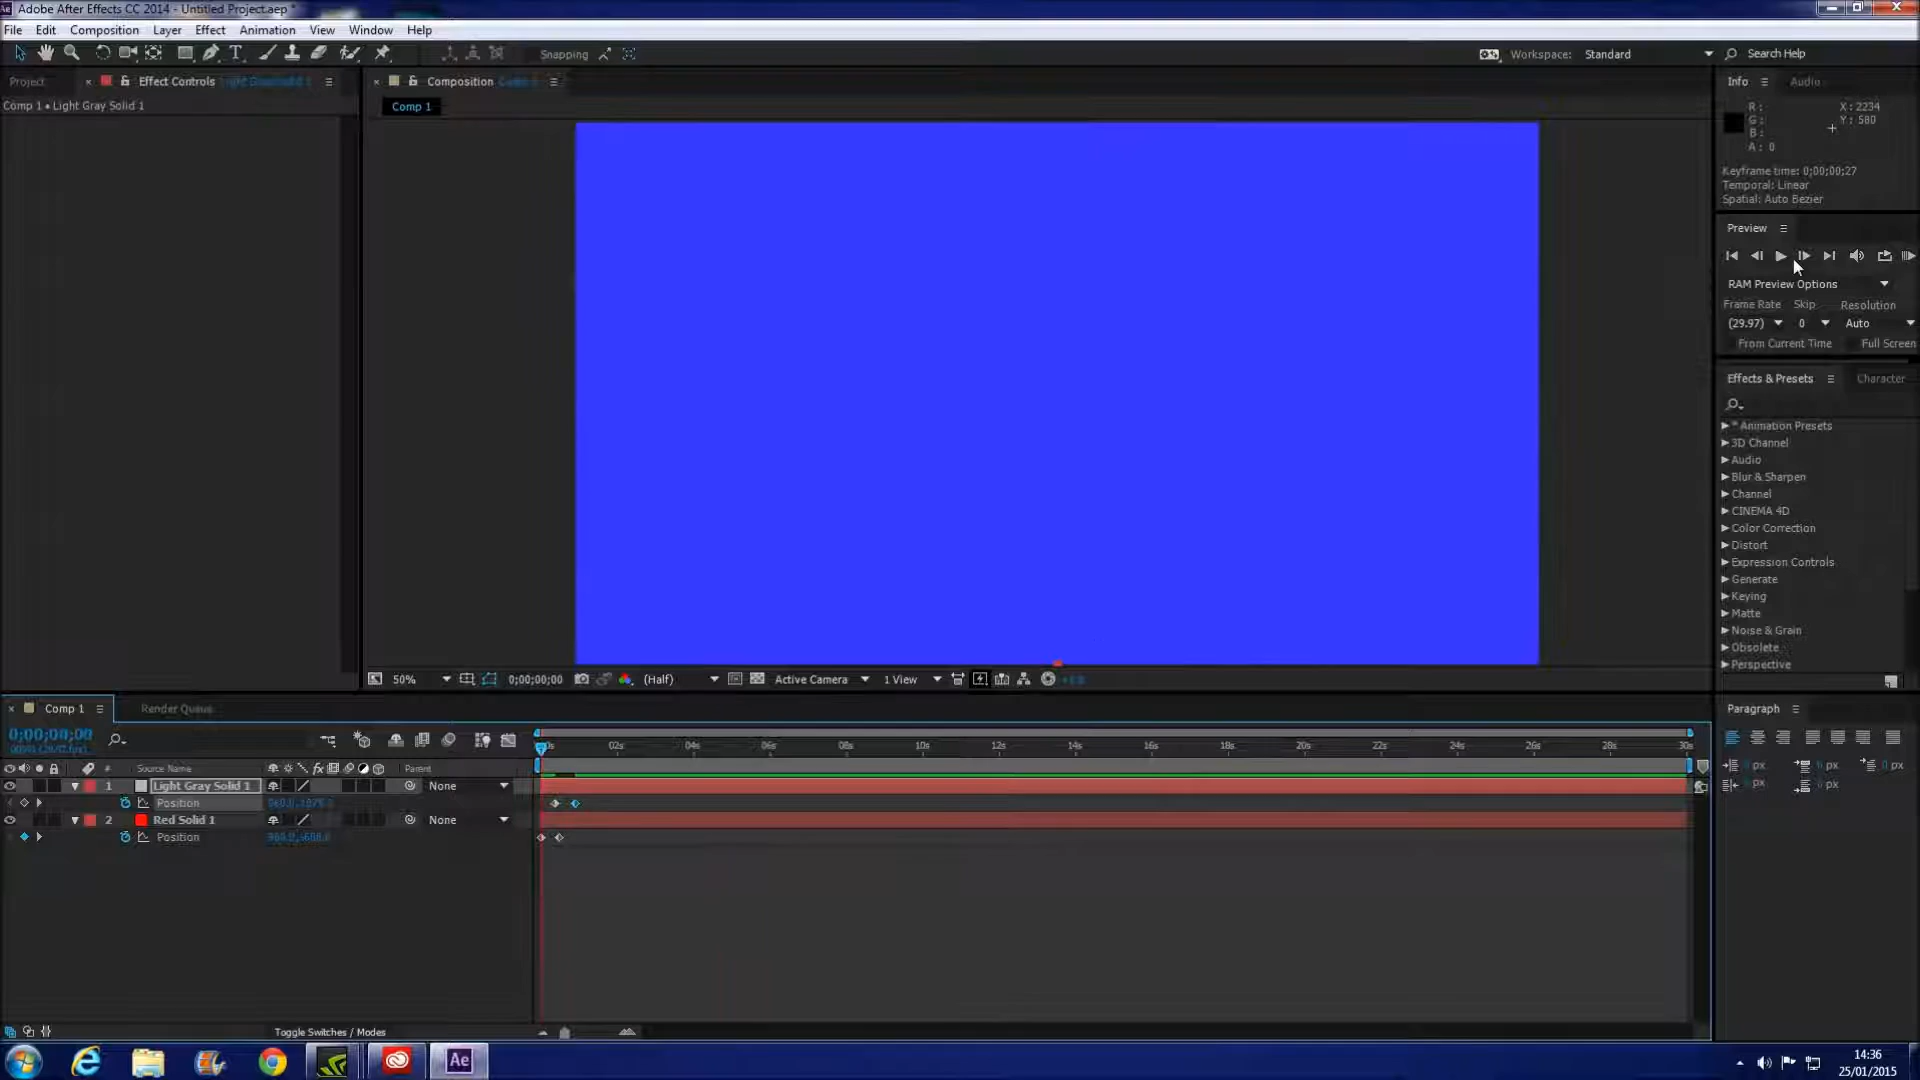 Adobe After Effects CC 2014 - Untitled Project.aep *
File Edit Composition Layer Effect Animation View Window Help
Snapping
Workspace: Standard
Search Help
Project
Effect Controls
Comp 1 • Light Gray Solid 1
Composition Comp 1
Comp 1
50%
0;00;00;00
(Half)
Active Camera
1 View
Info Audio
R :
G :
B :
A : 0
X : 2234
Y : 580
Keyframe time: 0;00;00;27
Temporal: Linear
Spatial: Auto Bezier
Preview
RAM Preview Options
Frame Rate Skip Resolution
(29.97) 0 Auto
From Current Time Full Screen
Effects & Presets Character
* Animation Presets
3D Channel
Audio
Blur & Sharpen
Channel
CINEMA 4D
Color Correction
Distort
Expression Controls
Generate
Keying
Matte
Noise & Grain
Obsolete
Perspective
Comp 1 Render Queue
0;00;00;00
02s 04s 06s 08s 10s 12s 14s 16s 18s 20s 22s 24s 26s 28s 30s
# Source Name Parent
1 Light Gray Solid 1 None
Position
2 Red Solid 1 None
Position
Toggle Switches / Modes
Paragraph
px px px
px px
Ae
14:36
25/01/2015